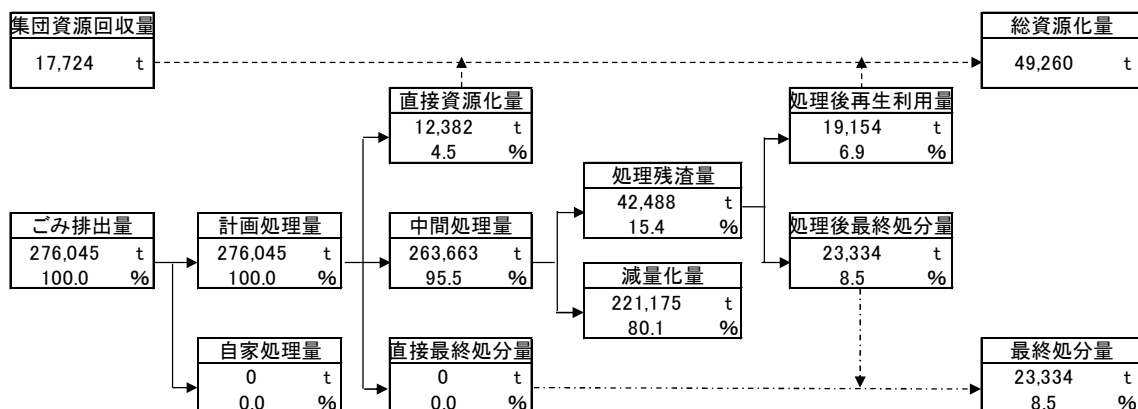 集団資源回収量
17,724 t
総資源化量
49,260 t
直接資源化量
12,382 t
4.5 %
処理後再生利用量
19,154 t
6.9 %
処理残渣量
42,488 t
15.4 %
ごみ排出量
276,045 t
100.0 %
計画処理量
276,045 t
100.0 %
中間処理量
263,663 t
95.5 %
処理後最終処分量
23,334 t
8.5 %
減量化量
221,175 t
80.1 %
自家処理量
0 t
0.0 %
直接最終処分量
0 t
0.0 %
最終処分量
23,334 t
8.5 %